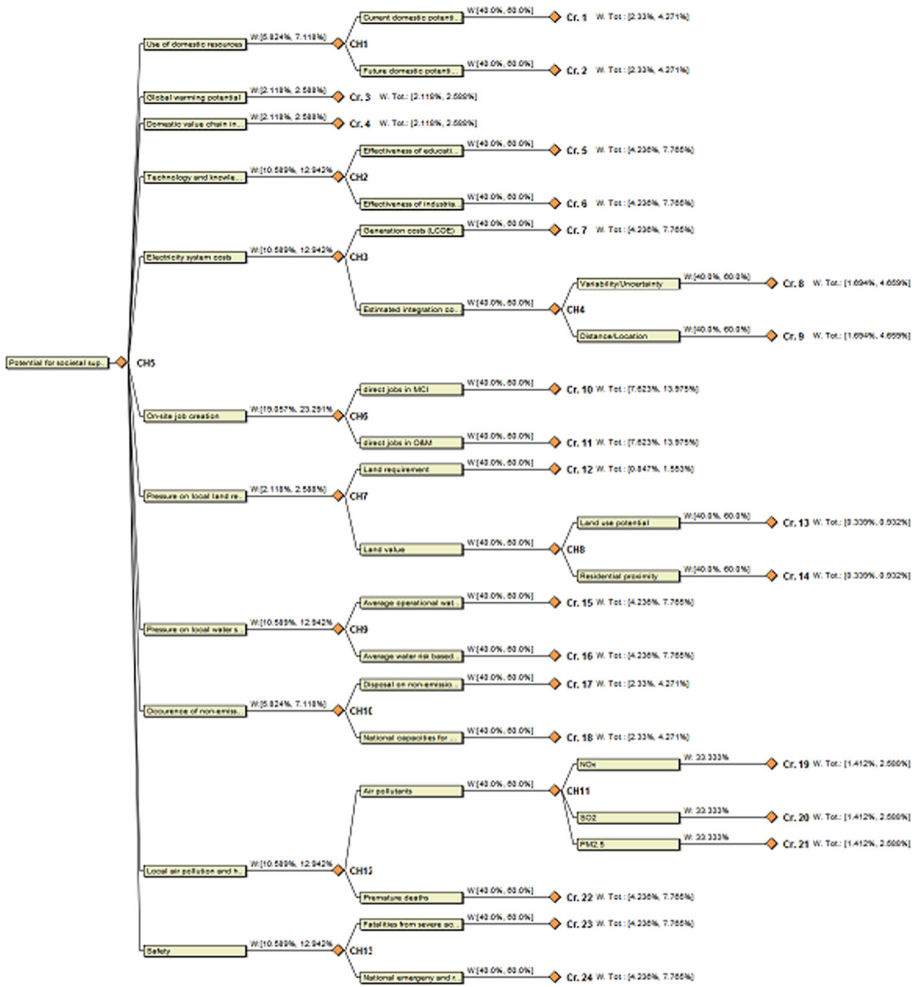 W:[40.0%, 60.0%] Cr. 1 W. Tot : [2.33%, 4.271%]
Current domestic potenti...
Use of domestic resources W:[5.824%, 7.118%] CH1
W:[40.0%, 60.0%] Cr. 2 W. Tot : [2.33%, 4.271%]
Future domestic potenti...
Global warming potential W:[2.118%, 2.588%] Cr. 3 W. Tot.: [2.118%, 2.588%]
Domestic value chain in... W:[2.118%, 2.588%] Cr. 4 W. Tot.: [2.118%, 2.588%]
Effectiveness of educati... W:[40.0%, 60.0%] Cr. 5 W. Tot : [4.236%, 7.765%]
Technology and knowle... W:[10.589%, 12.942% CH2
Effectiveness of industria... W:[40.0%, 60.0%] Cr. 6 W. Tot : [4.236%, 7.765%]
Generation costs (LCOE) W:[40.0%, 60.0%] Cr. 7 W. Tot : [4.236%, 7.765%]
Electricity system costs W:[10.589%, 12.942% CH3
Variability/Uncertainty W:[40.0%, 60.0%] Cr. 8 W. Tot.: [1.694%, 4.659%]
Estimated integration co... W:[40.0%, 60.0%] CH4
Distance/Location W:[40.0%, 60.0%] Cr. 9 W. Tot.: [1.694%, 4.659%]
Potential for societal sup.. CH5
direct jobs in MCI W:[40.0%, 60.0%] Cr. 10 W. Tot : [7.623%, 13.975%]
On-site job creation W:[19.057%, 23.291% CH6
direct jobs in O&M W:[40.0%, 60.0%] Cr. 11 W. Tot : [7.623%, 13.975%]
Land requirement W:[40.0%, 60.0%] Cr. 12 W. Tot : [0.847%, 1.553%]
Pressure on local land re.. W:[2.118%, 2.588%] CH7
Land use potential W:[40.0%, 60.0%] Cr. 13 W. Tot.: [0.339%, 0.932%]
Land value W:[40.0%, 60.0%] CH8
Residential proximity W:[40.0%, 60.0%] Cr. 14 W. Tot.: [0.339%, 0.932%]
Average operational wat... W:[40.0%, 60.0%] Cr. 15 W. Tot : [4.236%, 7.765%]
Pressure on local water s... W:[10.589%, 12.942% CH9
Average water risk based... W:[40.0%, 60.0%] Cr. 16 W. Tot : [4.236%, 7.765%]
Disposal on non-emissio... W:[40.0%, 60.0%] Cr. 17 W. Tot : [2.33%, 4.271%]
Occurence of non-emiss... W:[5.824%, 7.118%] CH10
National capacities for ... W:[40.0%, 60.0%] Cr. 18 W. Tot : [2.33%, 4.271%]
NOx W: 33.333% Cr. 19 W. Tot.: [1.412%, 2.588%]
Air pollutants W:[40.0%, 60.0%] CH11
SO2 W: 33.333% Cr. 20 W. Tot.: [1.412%, 2.588%]
PM2.5 W: 33.333% Cr. 21 W. Tot.: [1.412%, 2.588%]
Local air pollution and h... W:[10.589%, 12.942% CH12
Premature deaths W:[40.0%, 60.0%] Cr. 22 W. Tot : [4.236%, 7.765%]
Fatalities from severe ac... W:[40.0%, 60.0%] Cr. 23 W. Tot : [4.236%, 7.765%]
Safety W:[10.589%, 12.942% CH13
National emergeny and r... W:[40.0%, 60.0%] Cr. 24 W. Tot : [4.236%, 7.765%]